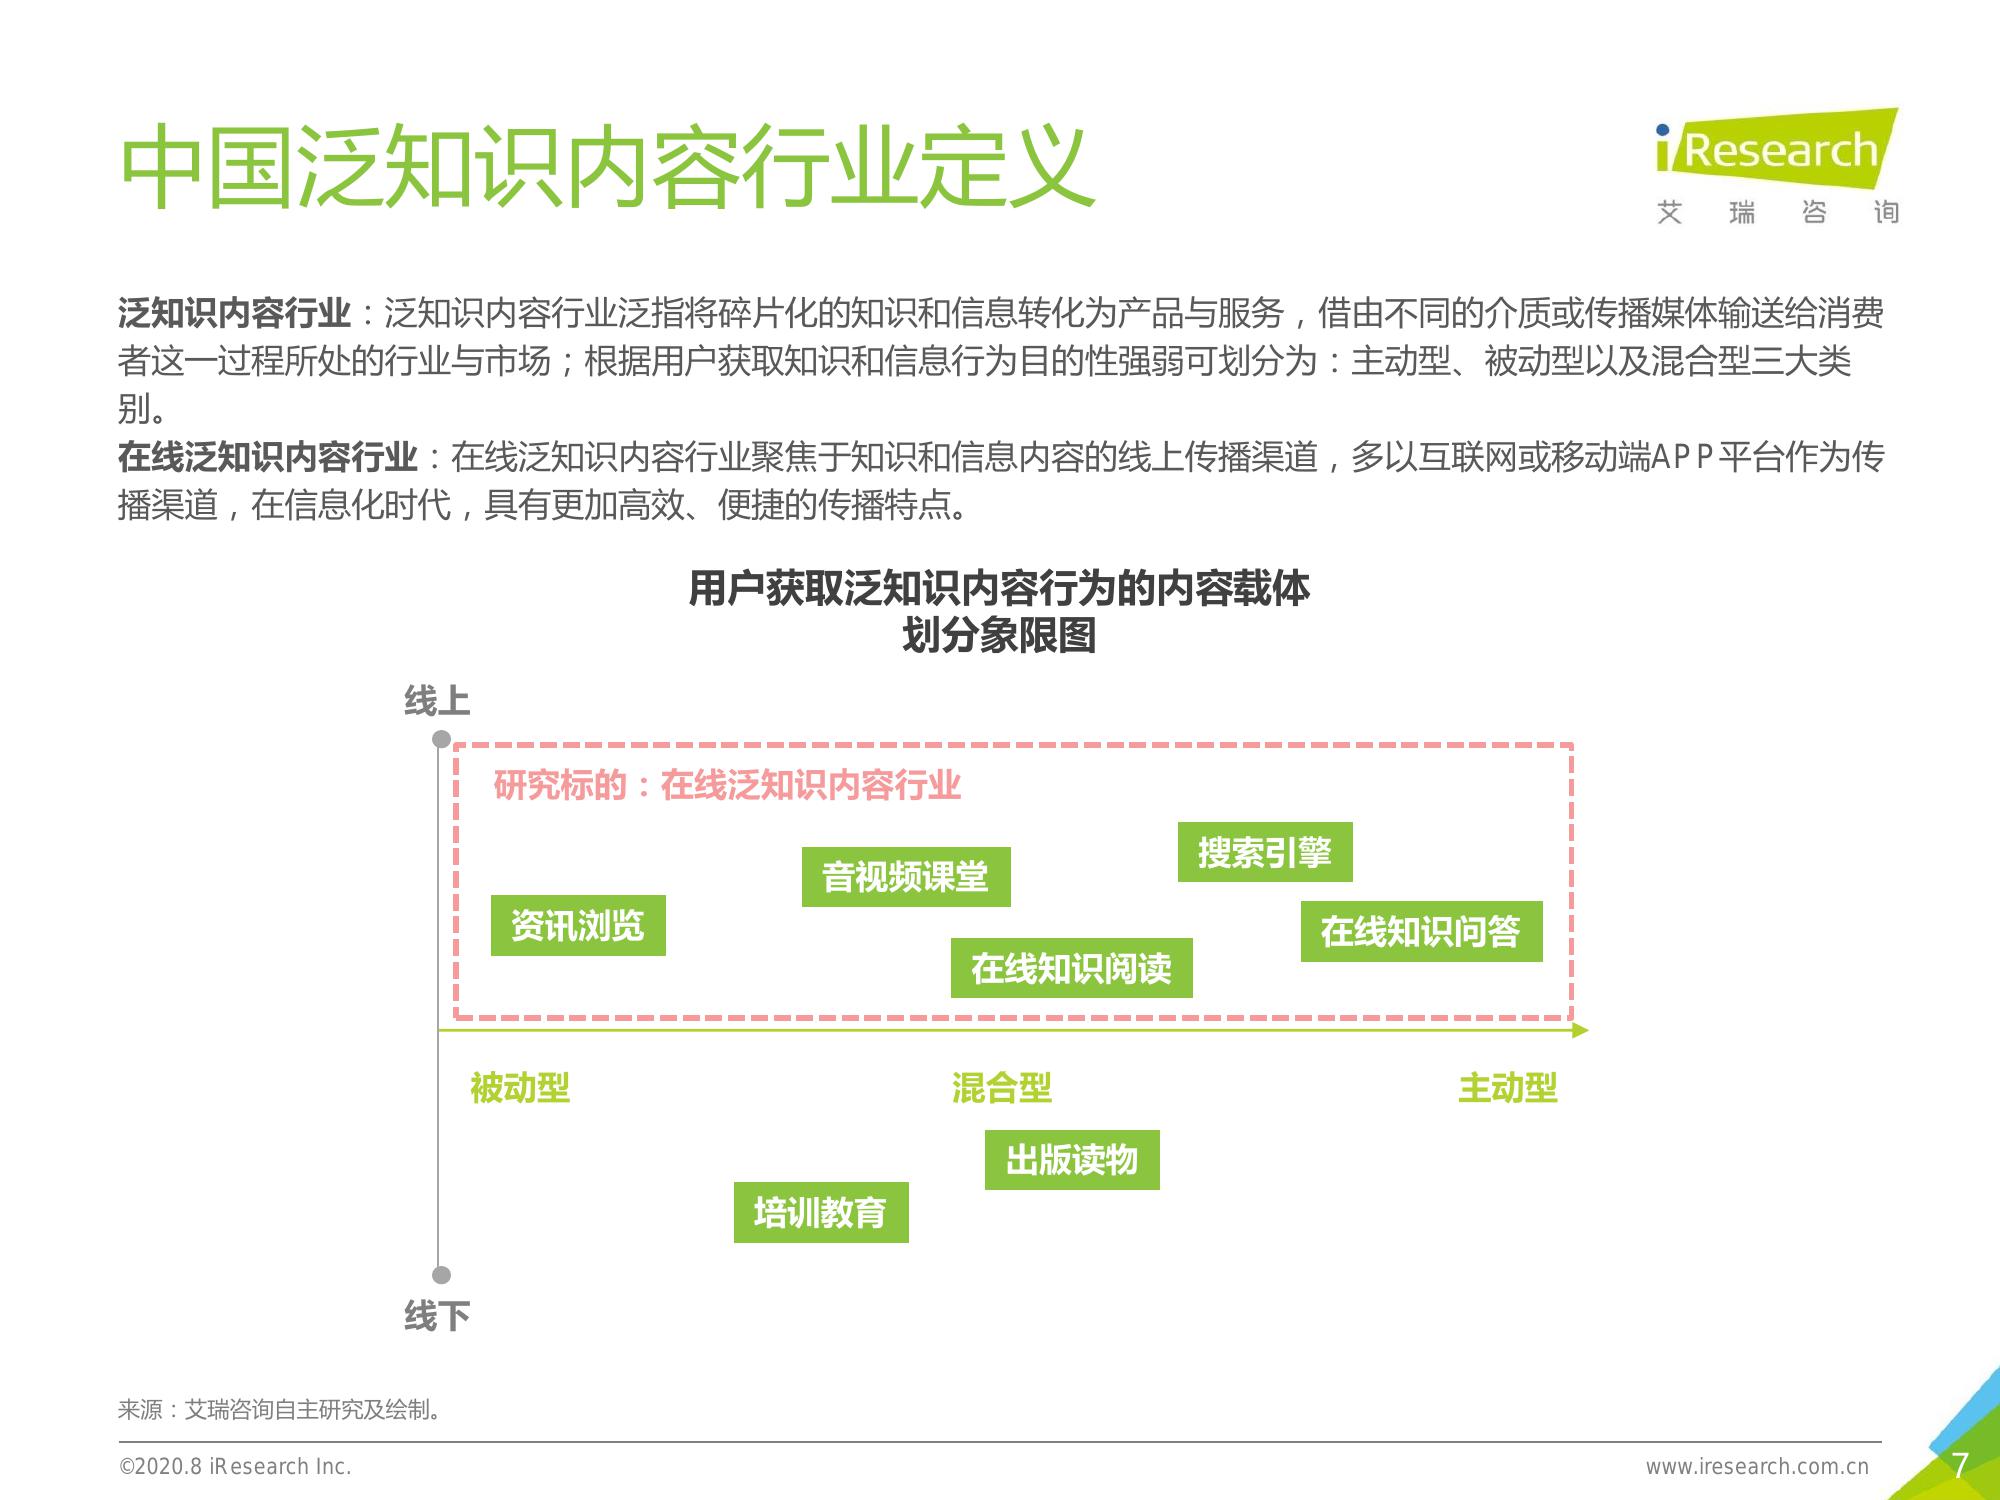 中国泛知识内容行业定义
iResearch
艾瑞咨询
泛知识内容行业：泛知识内容行业泛指将碎片化的知识和信息转化为产品与服务，借由不同的介质或传播媒体输送给消费
者这一过程所处的行业与市场；根据用户获取知识和信息行为目的性强弱可划分为：主动型、被动型以及混合型三大类
别。
在线泛知识内容行业：在线泛知识内容行业聚焦于知识和信息内容的线上传播渠道，多以互联网或移动端APP平台作为传
播渠道，在信息化时代，具有更加高效、便捷的传播特点。
用户获取泛知识内容行为的内容载体
划分象限图
线上
研究标的：在线泛知识内容行业
搜索引擎
音视频课堂
资讯浏览
在线知识问答
在线知识阅读
被动型
混合型
主动型
出版读物
培训教育
线下
来源：艾瑞咨询自主研究及绘制。
©2020.8 iResearch Inc.
www.iresearch.com.cn
7